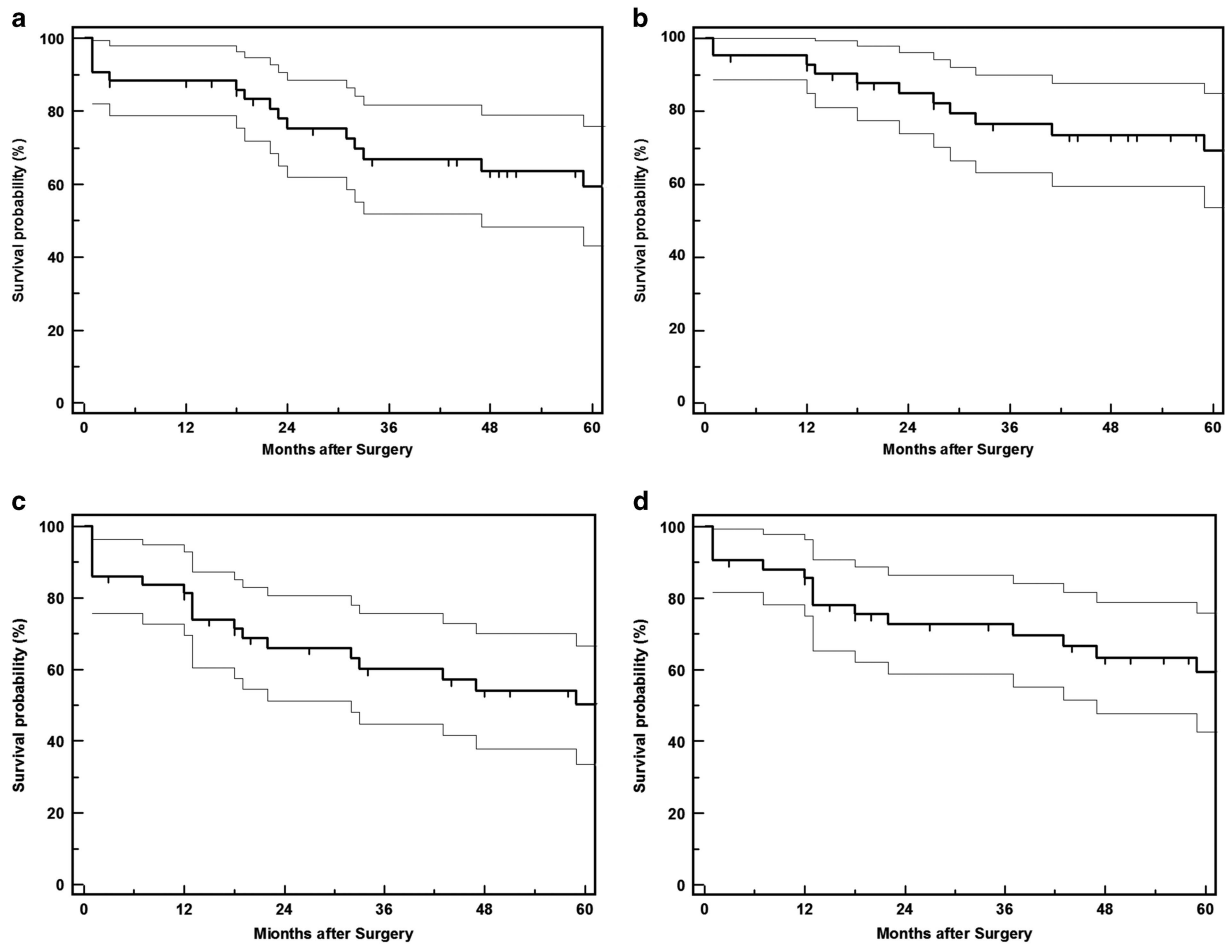 a
100
80
60
40
20
0
Survival probability (%)
0 12 24 36 48 60
Months after Surgery
b
100
80
60
40
20
0
Survival probability (%)
0 12 24 36 48 60
Months after Surgery
c
100
80
60
40
20
0
Survival probability (%)
0 12 24 36 48 60
Mionths after Surgery
d
100
80
60
40
20
0
Survival probability (%)
0 12 24 36 48 60
Months after Surgery